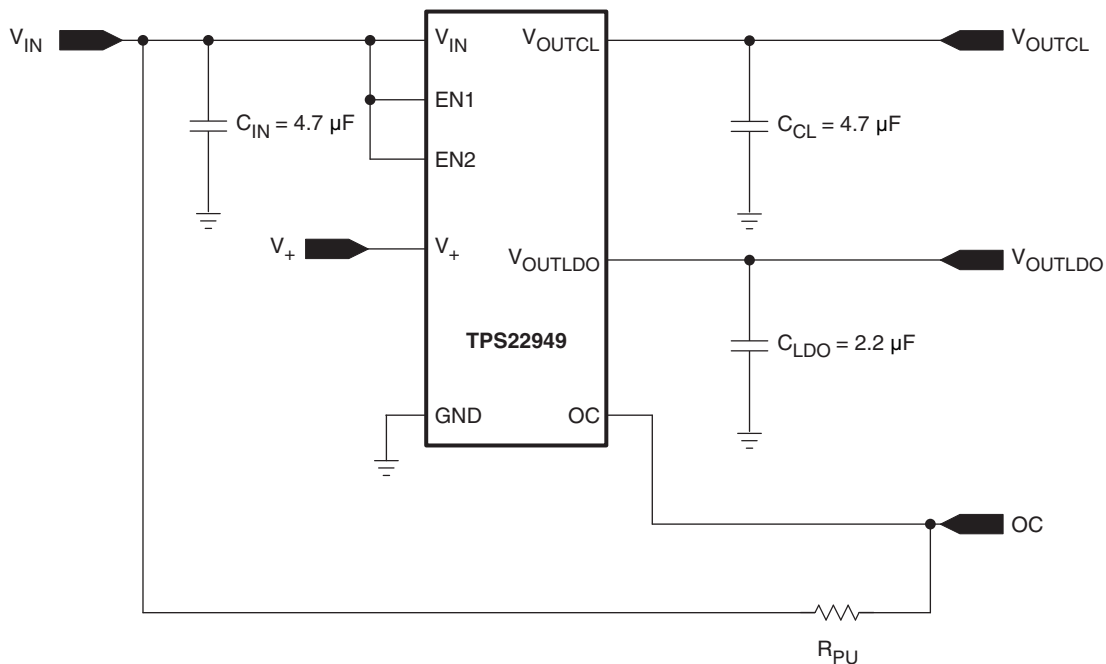 V_IN
V_IN
V_OUTCL
V_OUTCL
EN1
C_IN = 4.7 µF
C_CL = 4.7 µF
EN2
V_+
V_+
V_OUTLDO
V_OUTLDO
TPS22949
C_LDO = 2.2 µF
GND
OC
OC
R_PU